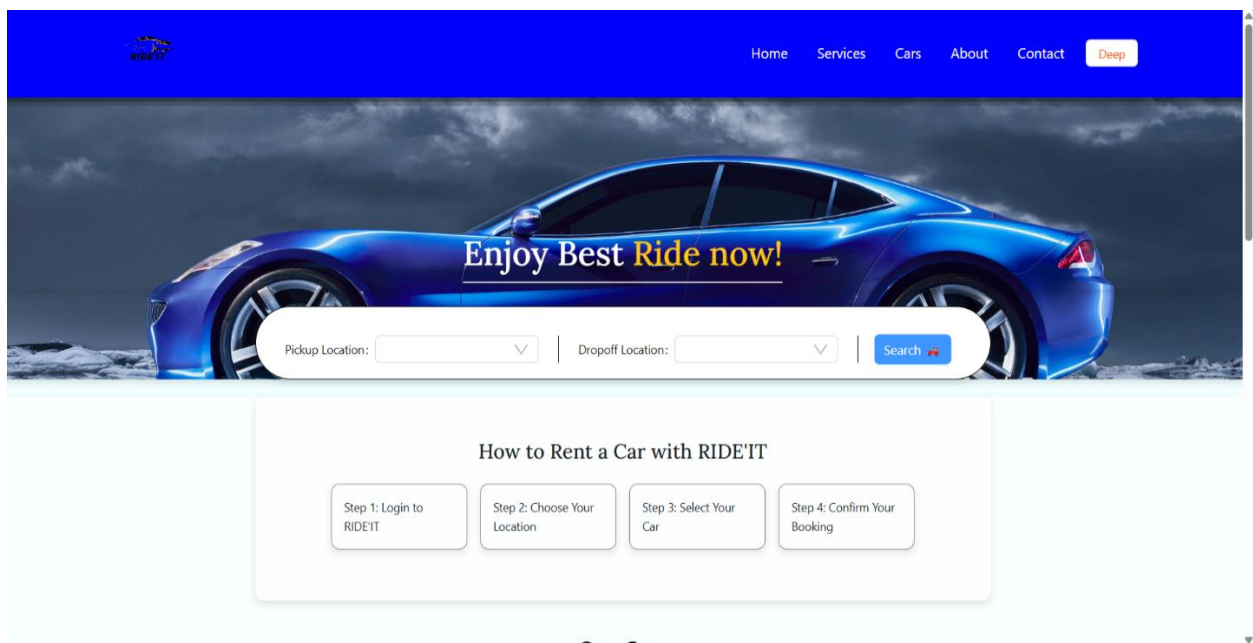 RIDE'IT
Home Services Cars About Contact Deep
Enjoy Best Ride now!
Pickup Location: Dropoff Location: Search
How to Rent a Car with RIDE'IT
Step 1: Login to
RIDE'IT
Step 2: Choose Your
Location
Step 3: Select Your
Car
Step 4: Confirm Your
Booking